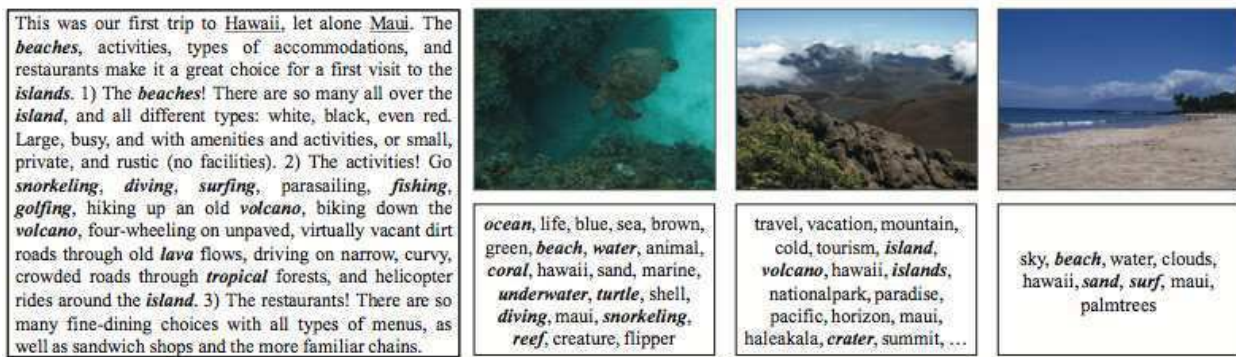 This was our first trip to Hawaii, let alone Maui. The
beaches, activities, types of accommodations, and
restaurants make it a great choice for a first visit to the
islands. 1) The beaches! There are so many all over the
island, and all different types: white, black, even red.
Large, busy, and with amenities and activities, or small,
private, and rustic (no facilities). 2) The activities! Go
snorkeling, diving, surfing, parasailing, fishing,
golfing, hiking up an old volcano, biking down the
volcano, four-wheeling on unpaved, virtually vacant dirt
roads through old lava flows, driving on narrow, curvy,
crowded roads through tropical forests, and helicopter
rides around the island. 3) The restaurants! There are so
many fine-dining choices with all types of menus, as
well as sandwich shops and the more familiar chains.
ocean, life, blue, sea, brown,
green, beach, water, animal,
coral, hawaii, sand, marine,
underwater, turtle, shell,
diving, maui, snorkeling,
reef, creature, flipper
travel, vacation, mountain,
cold, tourism, island,
volcano, hawaii, islands,
nationalpark, paradise,
pacific, horizon, maui,
haleakala, crater, summit, …
sky, beach, water, clouds,
hawaii, sand, surf, maui,
palmtrees